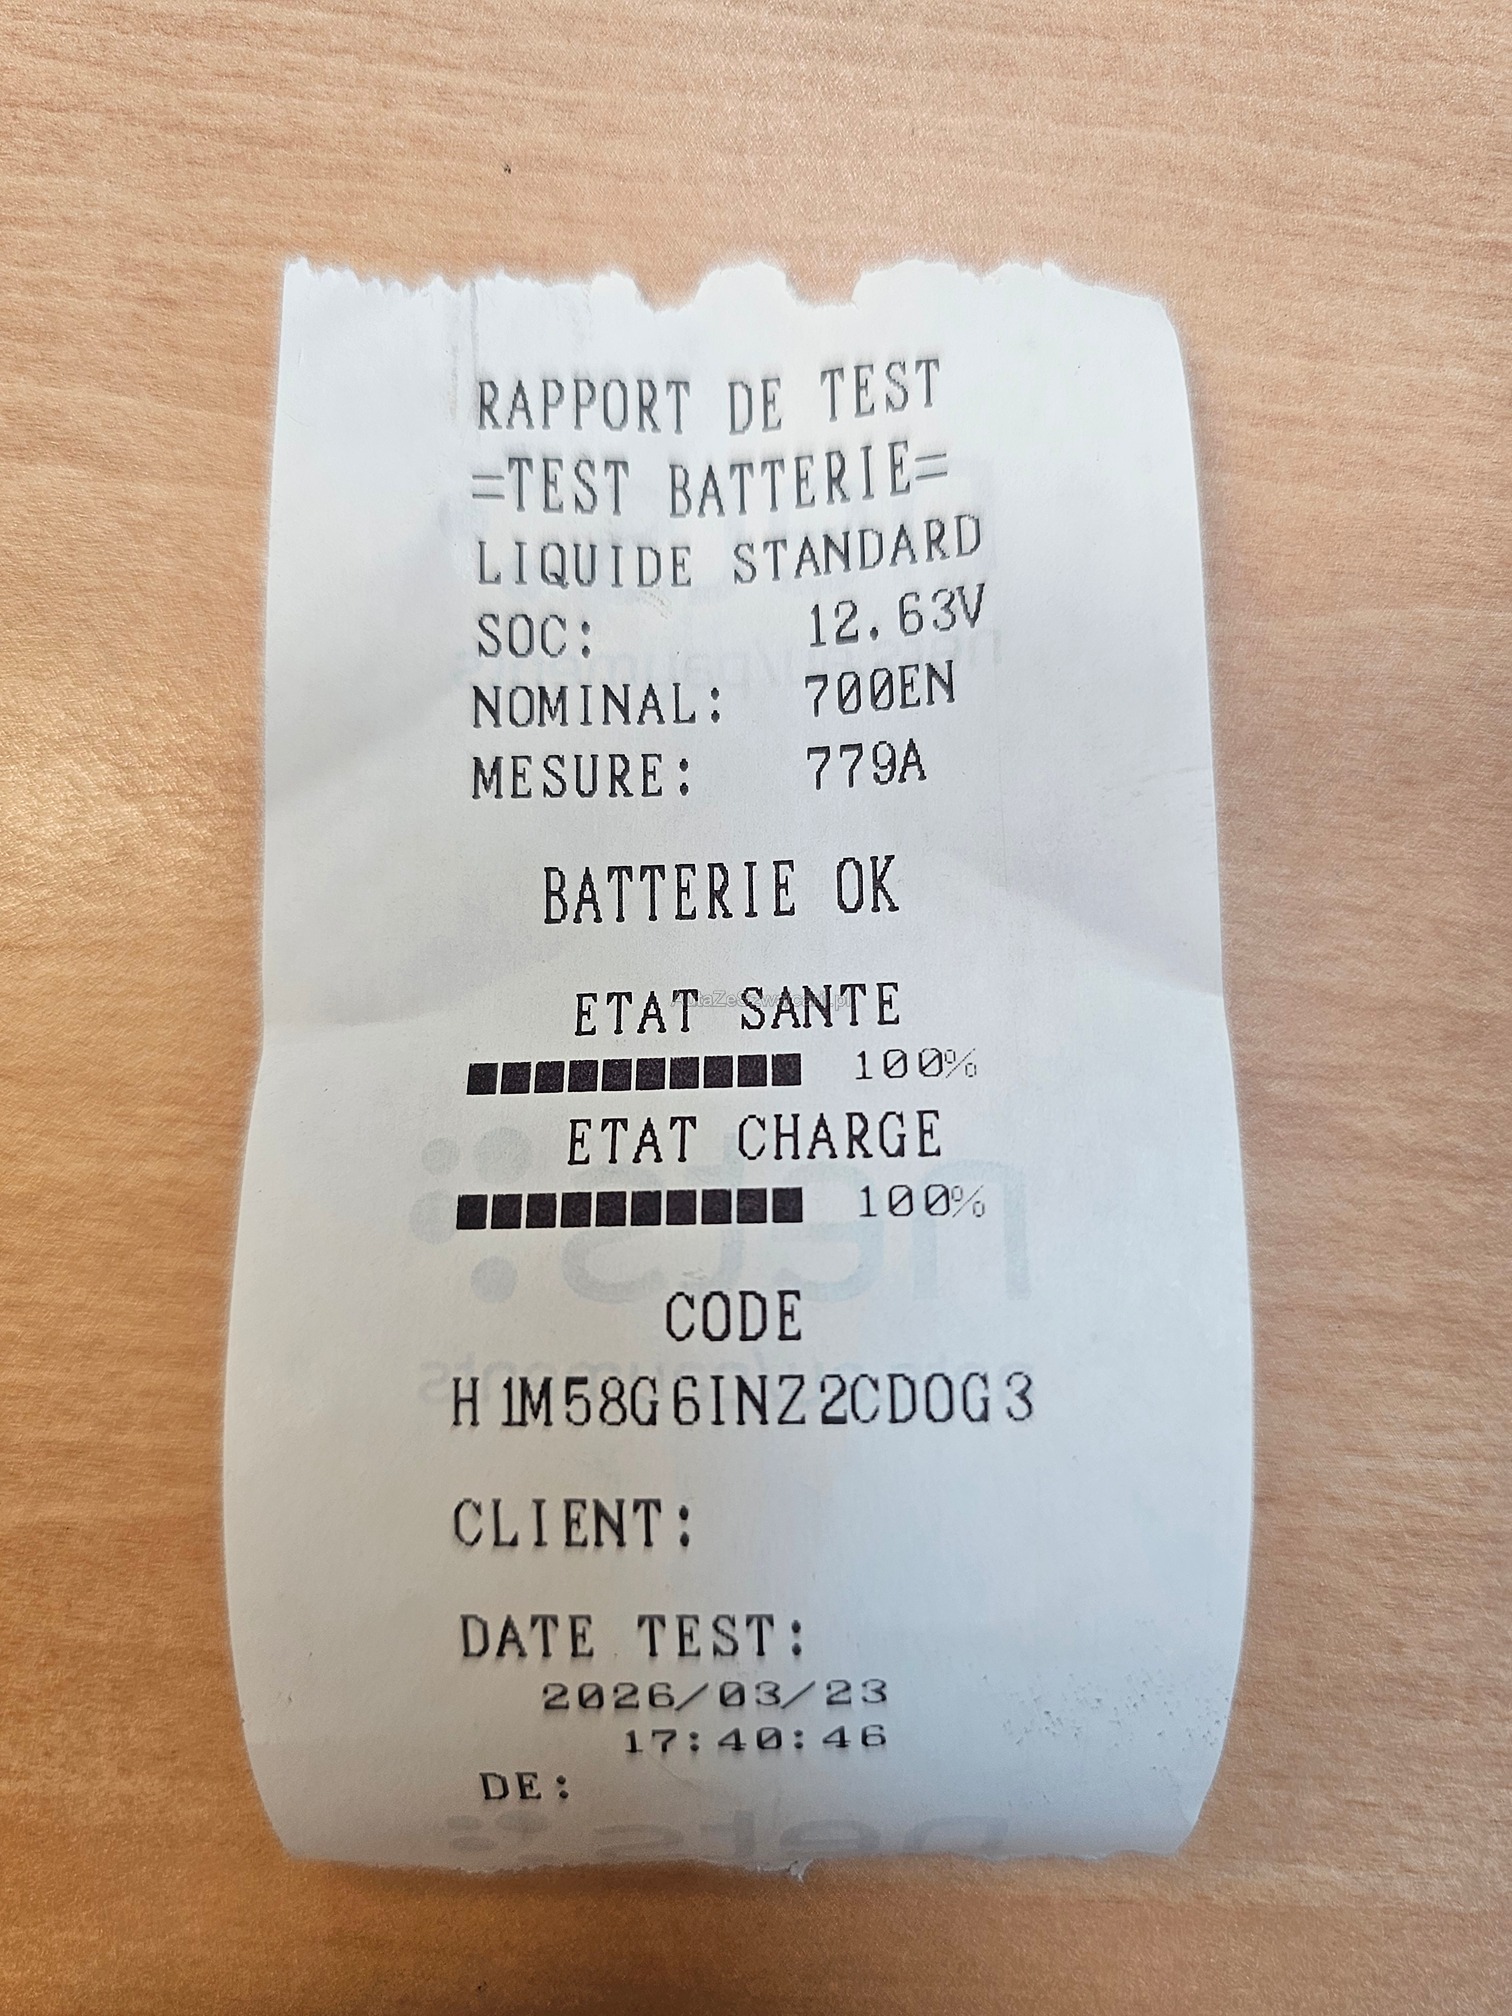 RAPPORT DE TEST
=TEST BATTERIE=
LIQUIDE STANDARD
SOC: 12.63V
NOMINAL: 700EN
MESURE: 779A
BATTERIE OK
ETAT SANTE
100%
ETAT CHARGE
100%
CODE
H1M58G6INZ2CDOG3
CLIENT:
DATE TEST:
2026/03/23
17:40:46
DE: